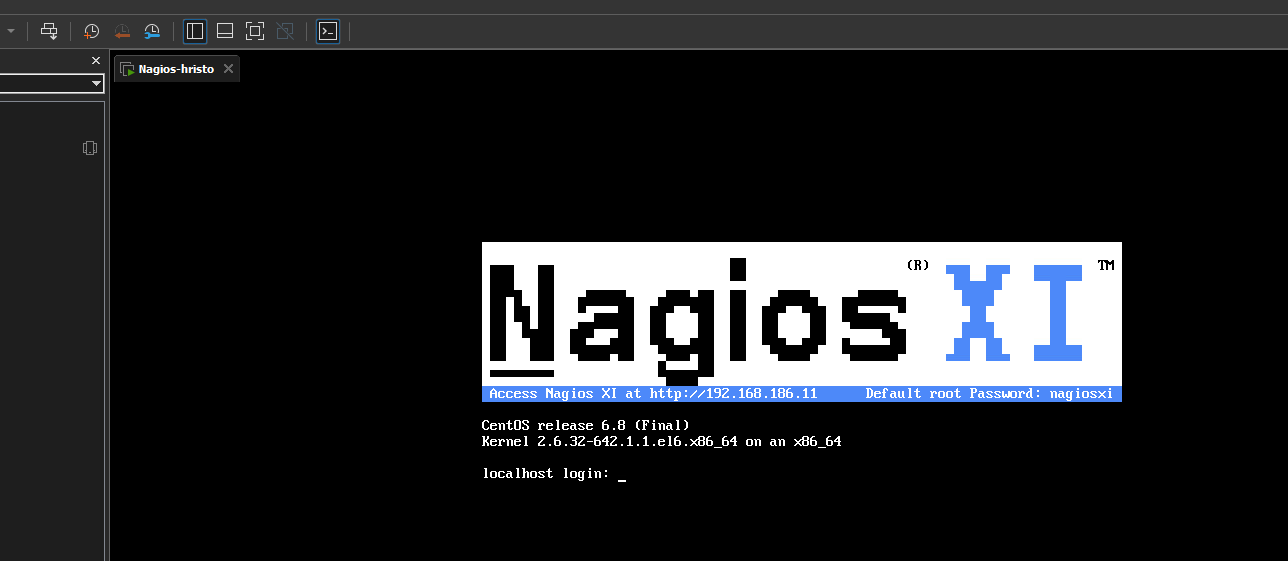 Nagios-hristo
Nagios (R) XI TM
Access Nagios XI at http://192.168.186.11 Default root Password: nagiosxi
CentOS release 6.8 (Final)
Kernel 2.6.32-642.1.1.el6.x86_64 on an x86_64
localhost login: _